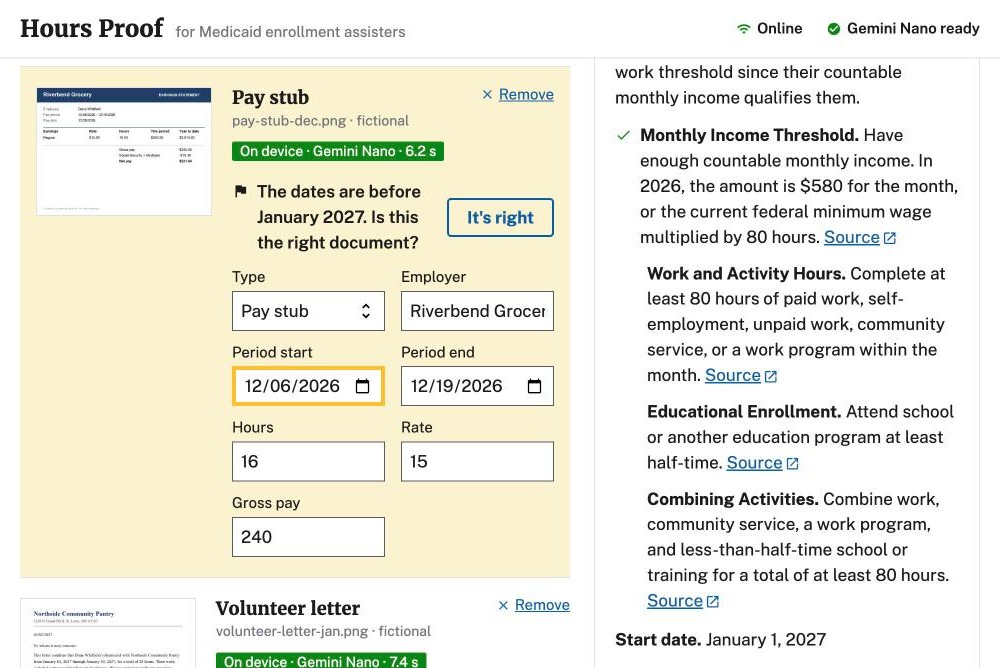 Hours Proof for Medicaid enrollment assisters
Online
Gemini Nano ready
Riverbend Grocery
EARNINGS STATEMENT
Pay stub
Remove
pay-stub-dec.png · fictional
On device · Gemini Nano · 6.2 s
The dates are before
January 2027. Is this
the right document?
It's right
Type
Employer
Pay stub
Riverbend Grocer
Period start
Period end
12/06/2026
12/19/2026
Hours
Rate
16
15
Gross pay
240
Northside Community Pantry
To whom it may concern:
Volunteer letter
Remove
volunteer-letter-jan.png · fictional
On device · Gemini Nano · 7.4 s
work threshold since their countable
monthly income qualifies them.
Monthly Income Threshold. Have
enough countable monthly income. In
2026, the amount is $580 for the month,
or the current federal minimum wage
multiplied by 80 hours. Source
Work and Activity Hours. Complete at
least 80 hours of paid work, self-
employment, unpaid work, community
service, or a work program within the
month. Source
Educational Enrollment. Attend school
or another education program at least
half-time. Source
Combining Activities. Combine work,
community service, a work program,
and less-than-half-time school or
training for a total of at least 80 hours.
Source
Start date. January 1, 2027